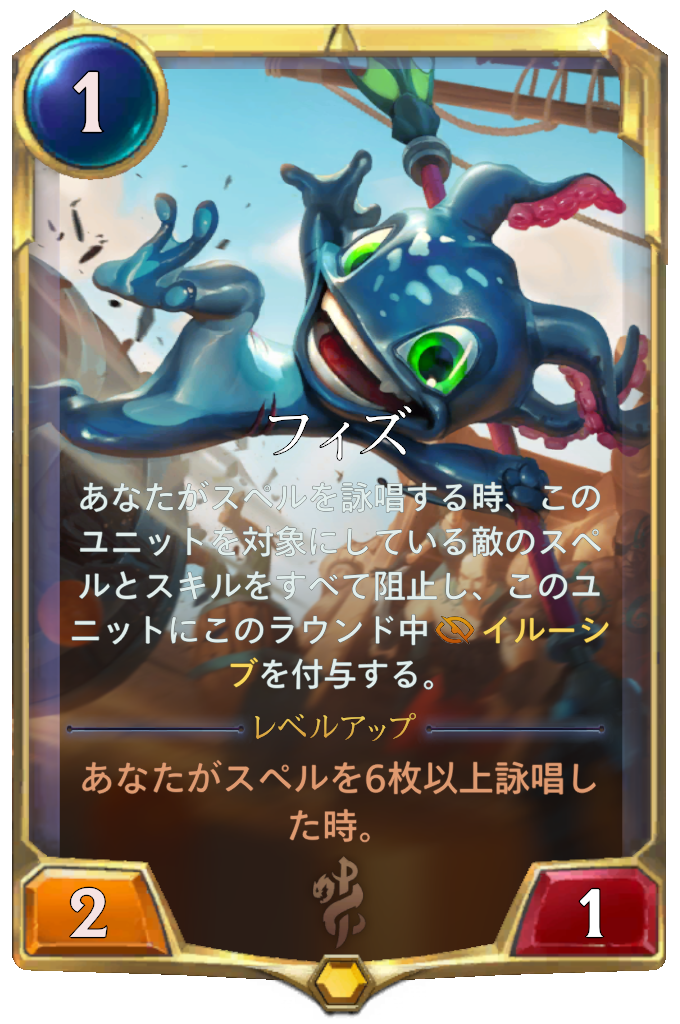 1
フィズ
あなたがスペルを詠唱する時、この
ユニットを対象にしている敵のスペ
ルとスキルをすべて阻止し、このユ
ニットにこのラウンド中イルーシ
ブを付与する。
レベルアップ
あなたがスペルを6枚以上詠唱し
た時。
2
1